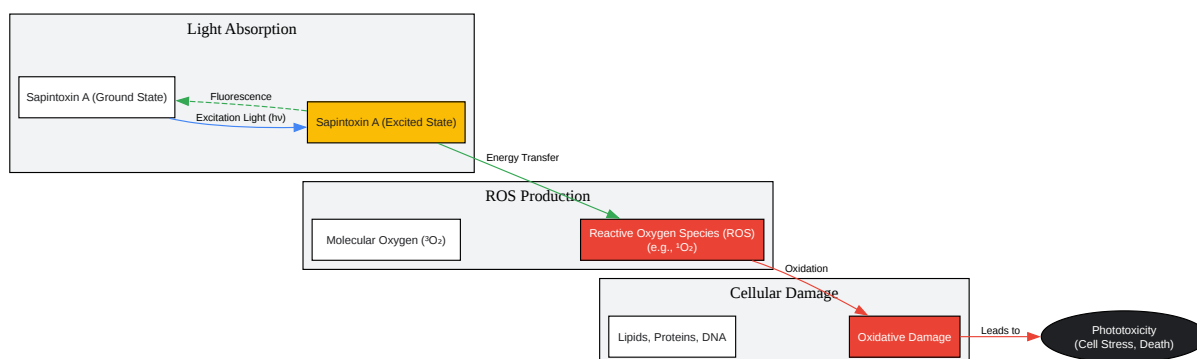 Light Absorption
Sapintoxin A (Ground State)
Fluorescence
Excitation Light (hν)
Sapintoxin A (Excited State)
Energy Transfer
ROS Production
Molecular Oxygen (³O₂)
Reactive Oxygen Species (ROS)
(e.g., ¹O₂)
Oxidation
Cellular Damage
Lipids, Proteins, DNA
Oxidative Damage
Leads to
Phototoxicity
(Cell Stress, Death)